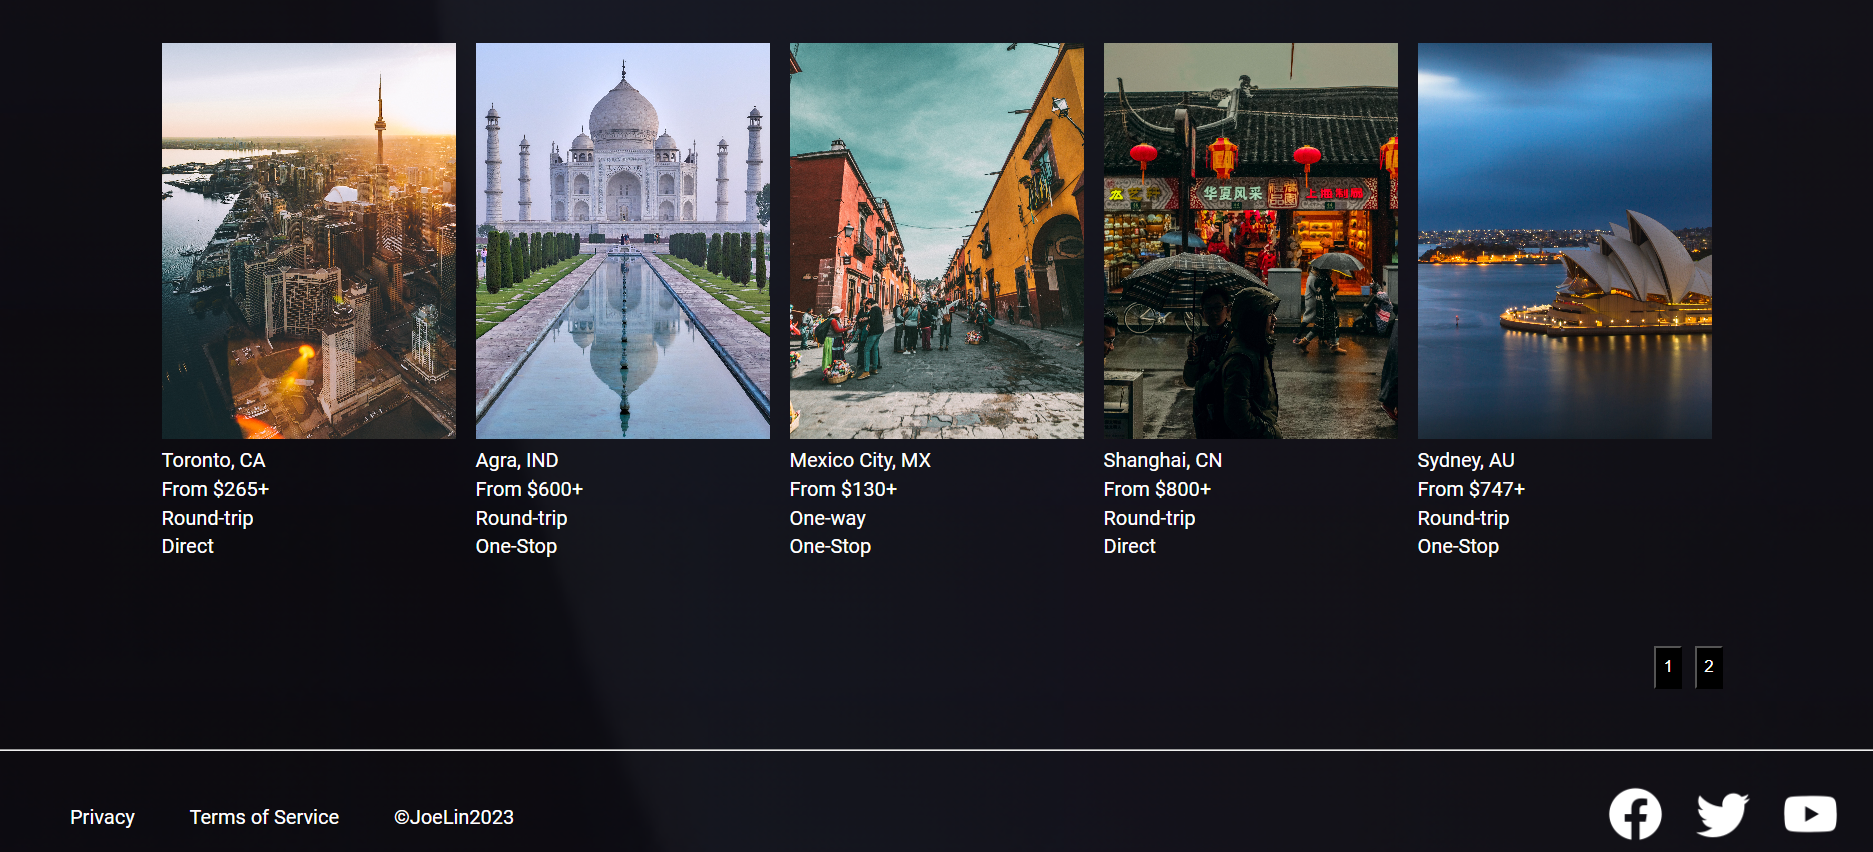 华夏风采
Toronto, CA
From $265+
Round-trip
Direct
Agra, IND
From $600+
Round-trip
One-Stop
Mexico City, MX
From $130+
One-way
One-Stop
Shanghai, CN
From $800+
Round-trip
Direct
Sydney, AU
From $747+
Round-trip
One-Stop
1
2
Privacy
Terms of Service
©JoeLin2023